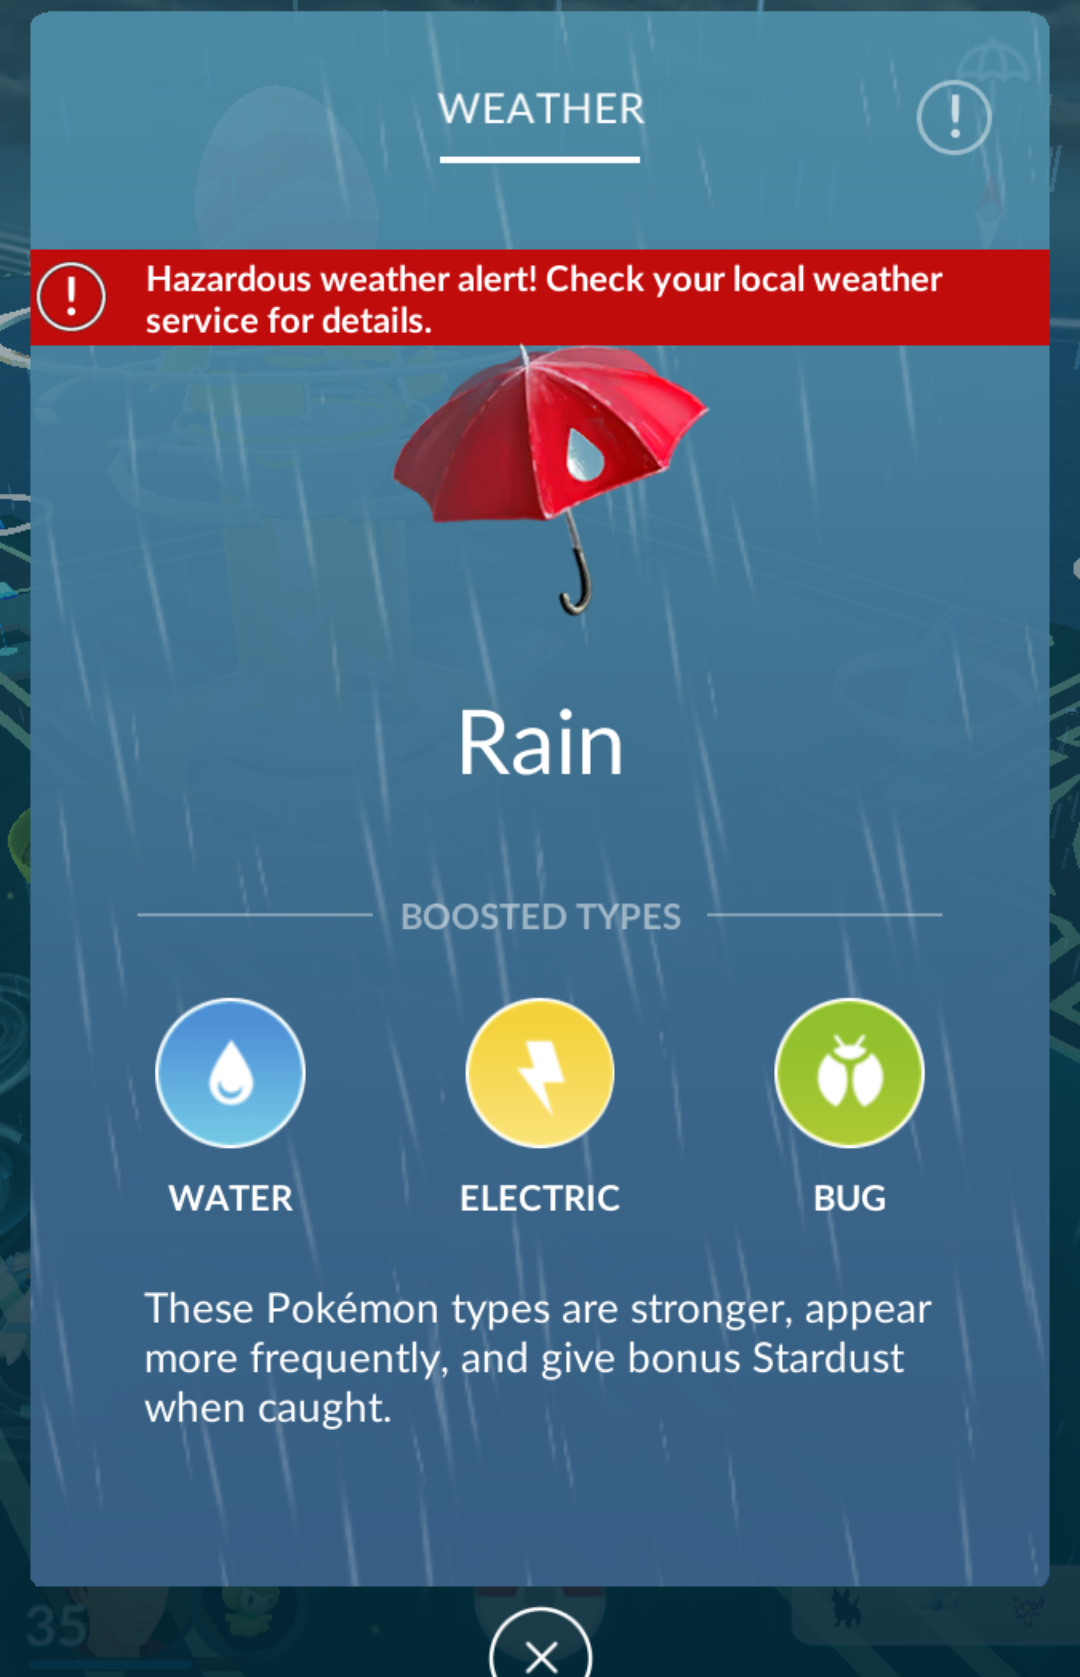 WEATHER
!
!
Hazardous weather alert! Check your local weather
service for details.
Rain
BOOSTED TYPES
WATER
ELECTRIC
BUG
These Pokémon types are stronger, appear
more frequently, and give bonus Stardust
when caught.
35